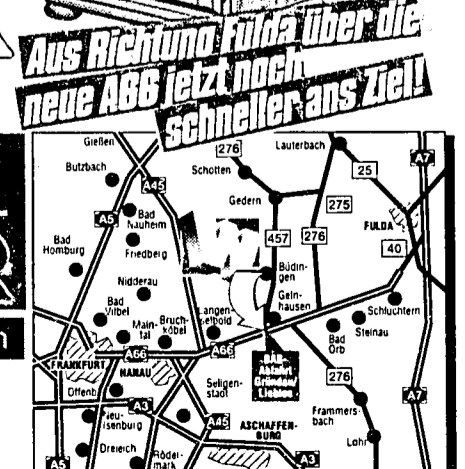 Aus Richtung Fulda über die
neue A66 jetzt noch
schneller ans Ziel!
Gießen
276
Lauterbach
A7
Butzbach
Schotten
25
A45
Gedern
275
A5
Bad
Nauheim
FULDA
Friedberg
457
276
40
Bad
Homburg
Büdin-
gen
Nidderau
Geln-
hausen
Schlüchtern
Bad
Vilbel
Main-
tal
Bruch-
köbel
Langen-
selbold
Steinau
Bad
Orb
A66
A66
FRANKFURT
HANAU
BAB-
Abfahrt
Gründau/
Lieblos
Seligen-
stadt
276
Offenb.
A7
A3
Frammers-
bach
Neu-
isenburg
A45
ASCHAFFEN-
BURG
Lohr
Dreieich
Röder-
mark
A5
A3